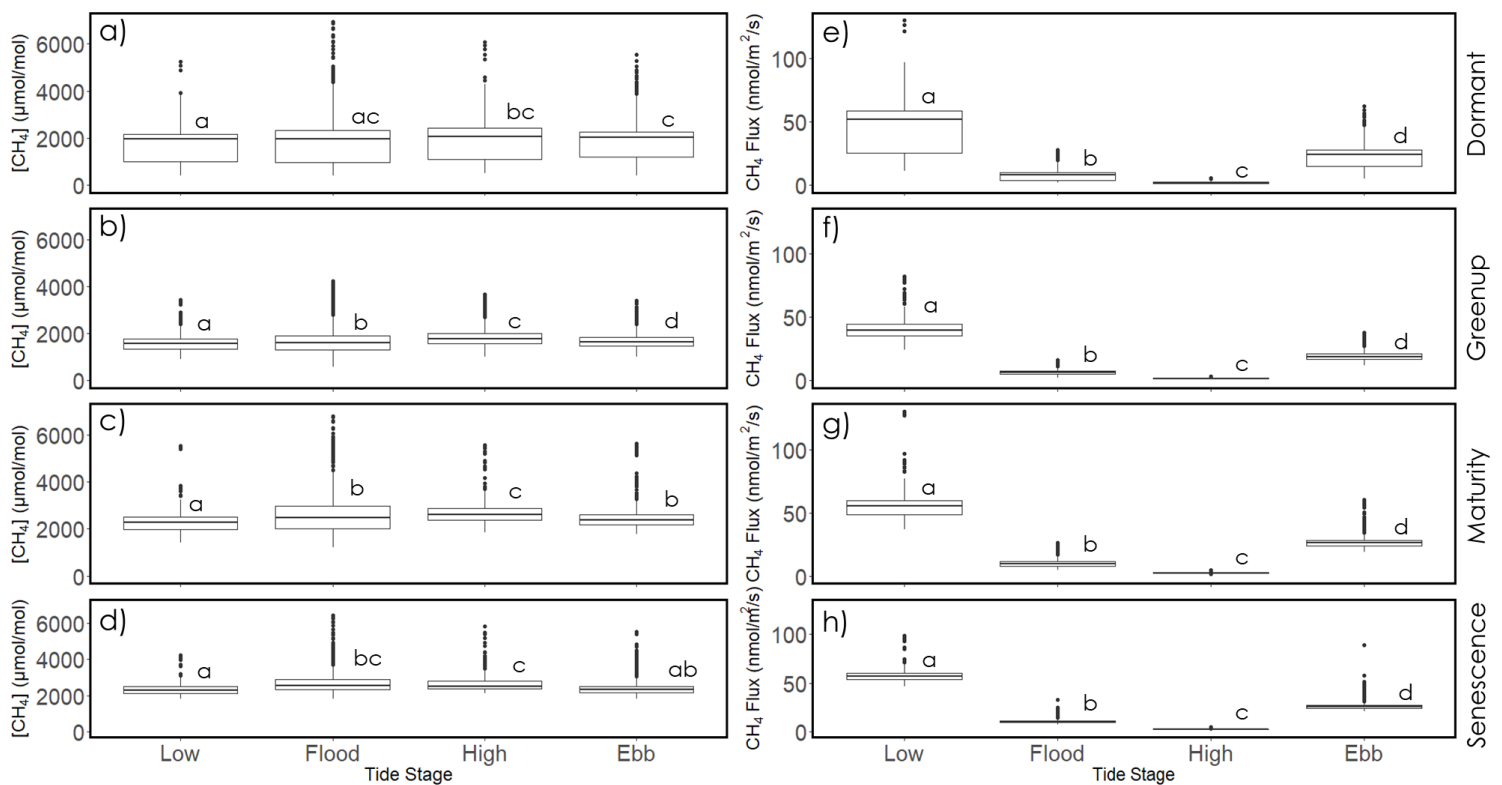 a)
[CH₄] (µmol/mol)
6000
4000
2000
0
a
ac
bc
c
b)
[CH₄] (µmol/mol)
6000
4000
2000
0
a
b
c
d
c)
[CH₄] (µmol/mol)
6000
4000
2000
0
a
b
c
b
d)
[CH₄] (µmol/mol)
6000
4000
2000
0
a
bc
c
ab
Low
Flood
High
Ebb
Tide Stage
e)
CH₄ Flux (nmol/m²/s)
100
50
0
a
b
c
d
Dormant
f)
CH₄ Flux (nmol/m²/s)
100
50
0
a
b
c
d
Greenup
g)
CH₄ Flux (nmol/m²/s)
100
50
0
a
b
c
d
Maturity
h)
CH₄ Flux (nmol/m²/s)
100
50
0
a
b
c
d
Senescence
Low
Flood
High
Ebb
Tide Stage